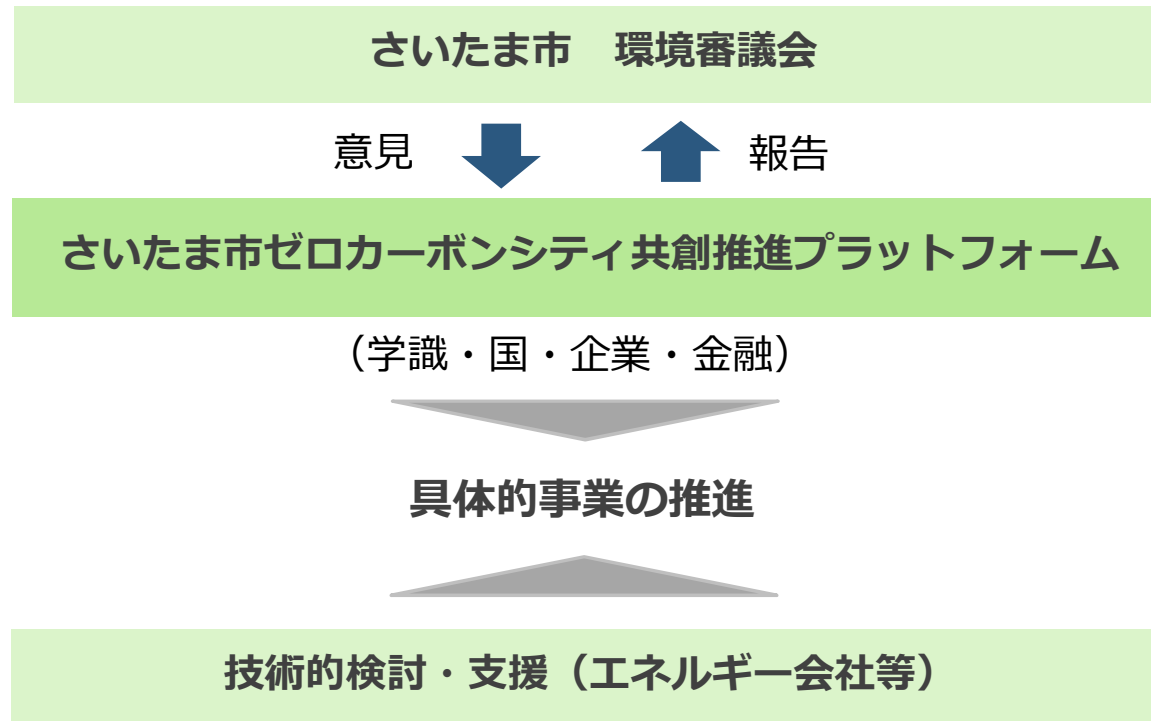 さいたま市　環境審議会
意見
報告
さいたま市ゼロカーボンシティ共創推進プラットフォーム
（学識・国・企業・金融）
具体的事業の推進
技術的検討・支援（エネルギー会社等）